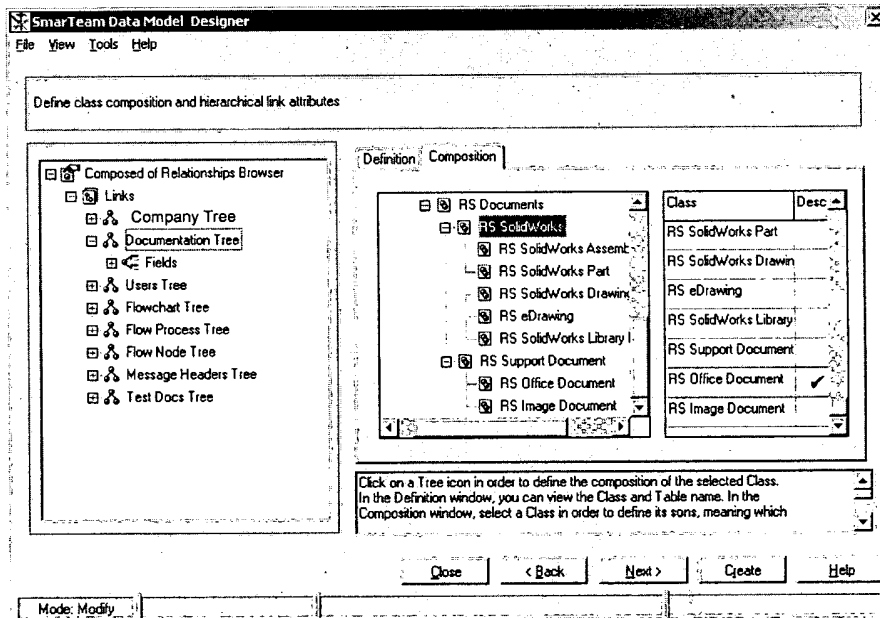 SmarTeam Data Model Designer
File View Tools Help
Define class composition and hierarchical link attributes
Composed of Relationships Browser
Links
Company Tree
Documentation Tree
Fields
Users Tree
Flowchart Tree
Flow Process Tree
Flow Node Tree
Message Headers Tree
Test Docs Tree
Definition Composition
RS Documents
RS SolidWorks
RS SolidWorks Assemb
RS SolidWorks Part
RS SolidWorks Drawing
RS eDrawing
RS SolidWorks Library
RS Support Document
RS Office Document
RS Image Document
Class Desc
RS SolidWorks Part
RS SolidWorks Drawin
RS eDrawing
RS SolidWorks Library
RS Support Document
RS Office Document ✓
RS Image Document
Click on a Tree icon in order to define the composition of the selected Class.
In the Definition window, you can view the Class and Table name. In the
Composition window, select a Class in order to define its sons, meaning which
Close < Back Next > Create Help
Mode: Modify